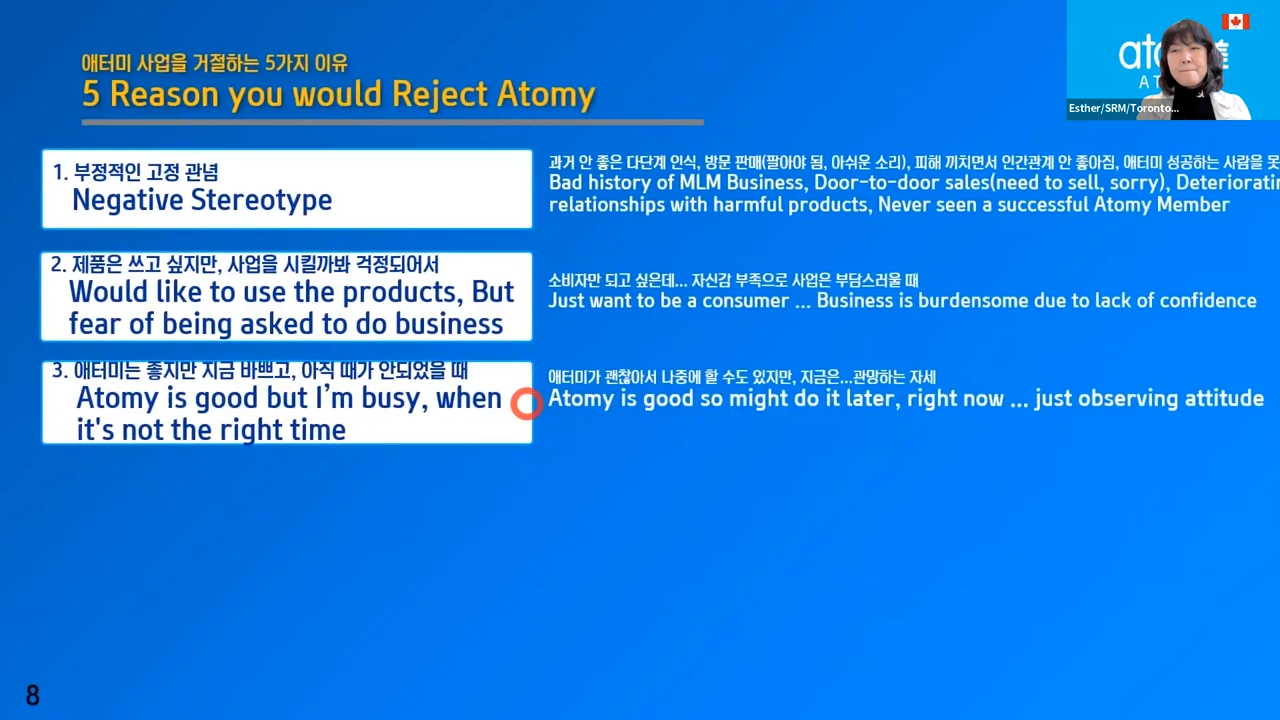 애터미 사업을 거절하는 5가지 이유
5 Reason you would Reject Atomy
1. 부정적인 고정 관념
Negative Stereotype
과거 안 좋은 다단계 인식, 방문 판매(팔아야 됨, 아쉬운 소리), 피해 끼치면서 인간관계 안 좋아짐, 애터미 성공하는 사람을 못
Bad history of MLM Business, Door-to-door sales(need to sell, sorry),
relationships with harmful products, Never seen a successful Atomy Member
2. 제품은 쓰고 싶지만, 사업을 시킬까봐 걱정되어서
Would like to use the products, But
fear of being asked to do business
소비자만 되고 싶은데... 자신감 부족으로 사업은 부담스러울 때
Just want to be a consumer ... Business is burdensome due to lack of confidence
3. 애터미는 좋지만 지금 바쁘고, 아직 때가 안되었을 때
Atomy is good but I’m busy, when
it's not the right time
애터미가 괜찮아서 나중에 할 수도 있지만, 지금은...관망하는 자세
Atomy is good so might do it later, right now ... just observing attitude
Esther/SRM/Toronto...
8